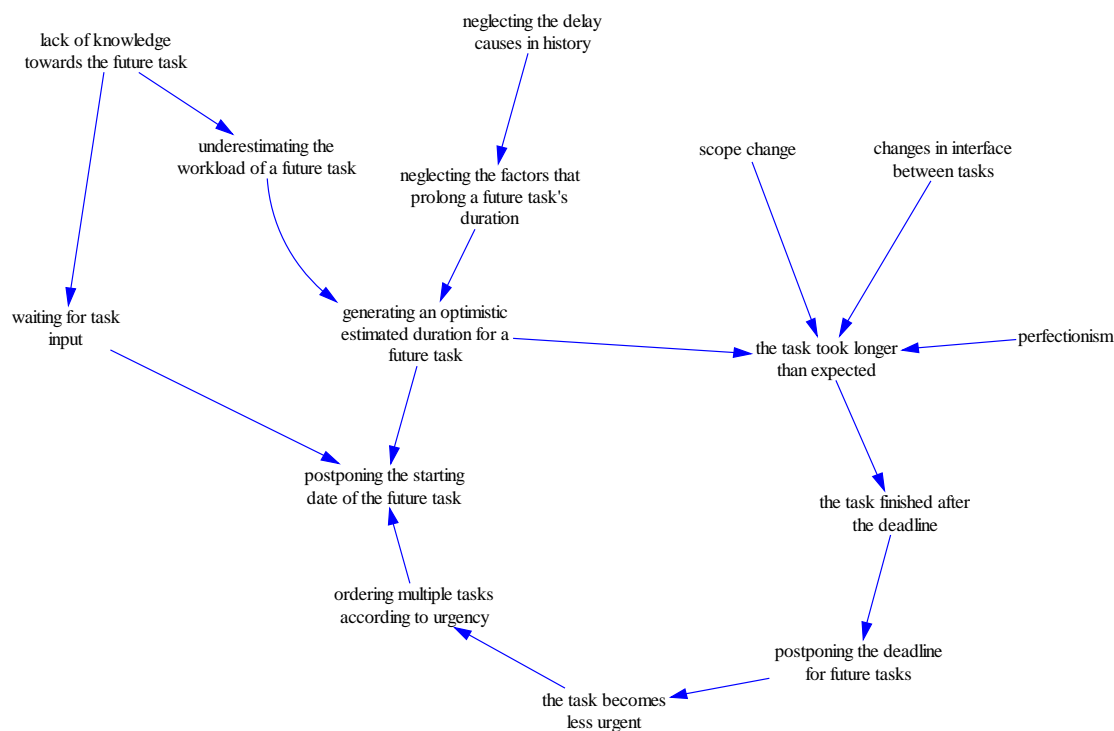 neglecting the delay
causes in history
lack of knowledge
towards the future task
underestimating the
workload of a future task
scope change
changes in interface
between tasks
neglecting the factors that
prolong a future task's
duration
waiting for task
input
generating an optimistic
estimated duration for a
future task
the task took longer
than expected
perfectionism
postponing the starting
date of the future task
the task finished after
the deadline
ordering multiple tasks
according to urgency
postponing the deadline
for future tasks
the task becomes
less urgent